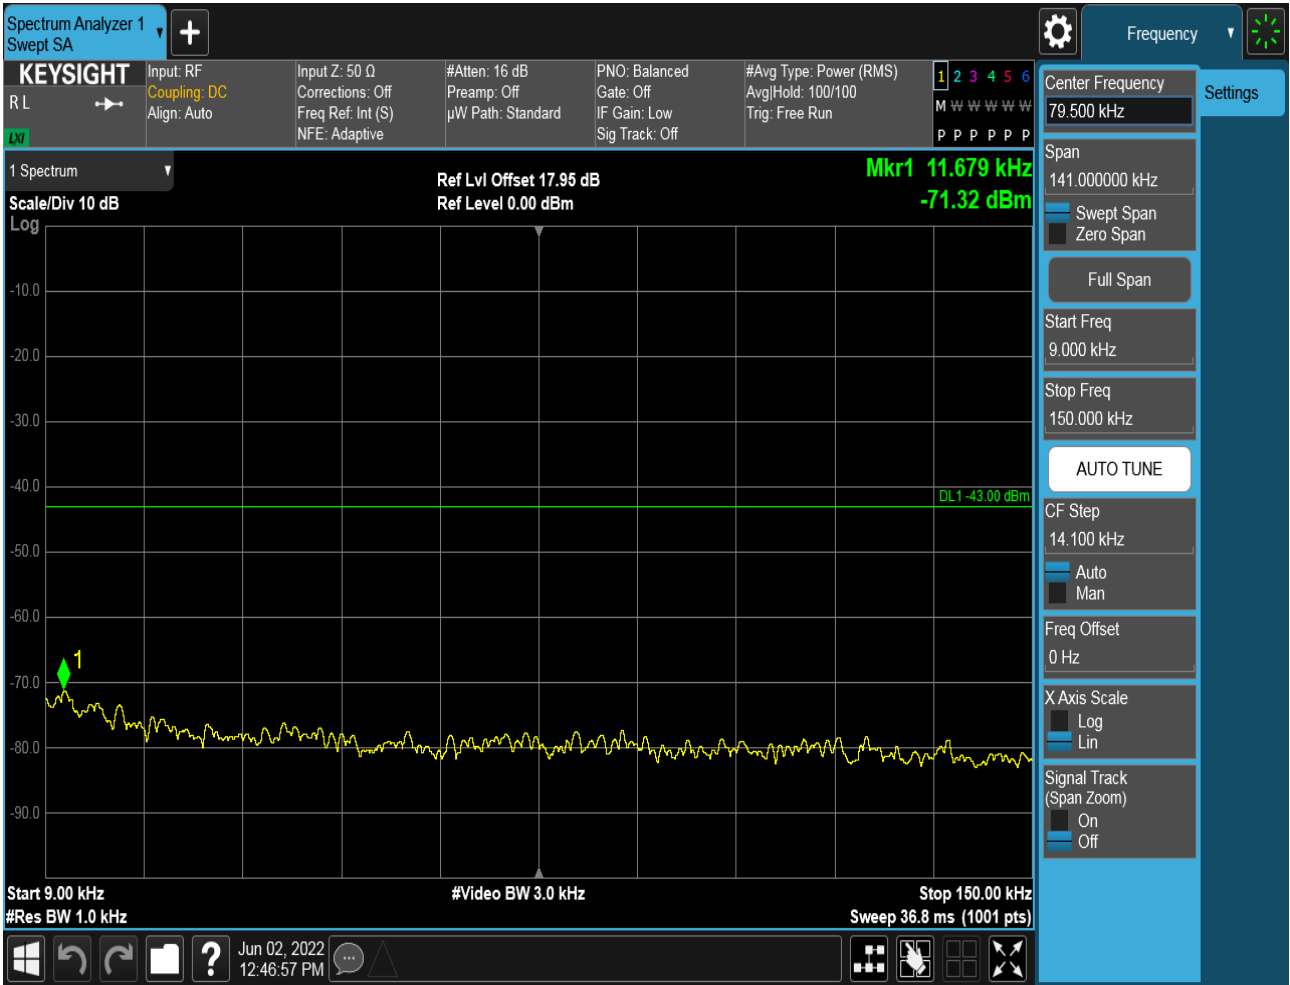 Spectrum Analyzer 1
Swept SA
Frequency
KEYSIGHT
R L
LXI
Input: RF
Coupling: DC
Align: Auto
Input Z: 50 Ω
Corrections: Off
Freq Ref: Int (S)
NFE: Adaptive
#Atten: 16 dB
Preamp: Off
µW Path: Standard
PNO: Balanced
Gate: Off
IF Gain: Low
Sig Track: Off
#Avg Type: Power (RMS)
Avg|Hold: 100/100
Trig: Free Run
1 2 3 4 5 6
M W W W W W
P P P P P P
1 Spectrum
Scale/Div 10 dB
Log
Ref Lvl Offset 17.95 dB
Ref Level 0.00 dBm
Mkr1 11.679 kHz
-71.32 dBm
-10.0
-20.0
-30.0
-40.0
DL1 -43.00 dBm
-50.0
-60.0
1
-70.0
-80.0
-90.0
Start 9.00 kHz
#Video BW 3.0 kHz
Stop 150.00 kHz
#Res BW 1.0 kHz
Sweep 36.8 ms (1001 pts)
Jun 02, 2022
12:46:57 PM
?
Center Frequency
79.500 kHz
Settings
Span
141.000000 kHz
Swept Span
Zero Span
Full Span
Start Freq
9.000 kHz
Stop Freq
150.000 kHz
AUTO TUNE
CF Step
14.100 kHz
Auto
Man
Freq Offset
0 Hz
X Axis Scale
Log
Lin
Signal Track
(Span Zoom)
On
Off